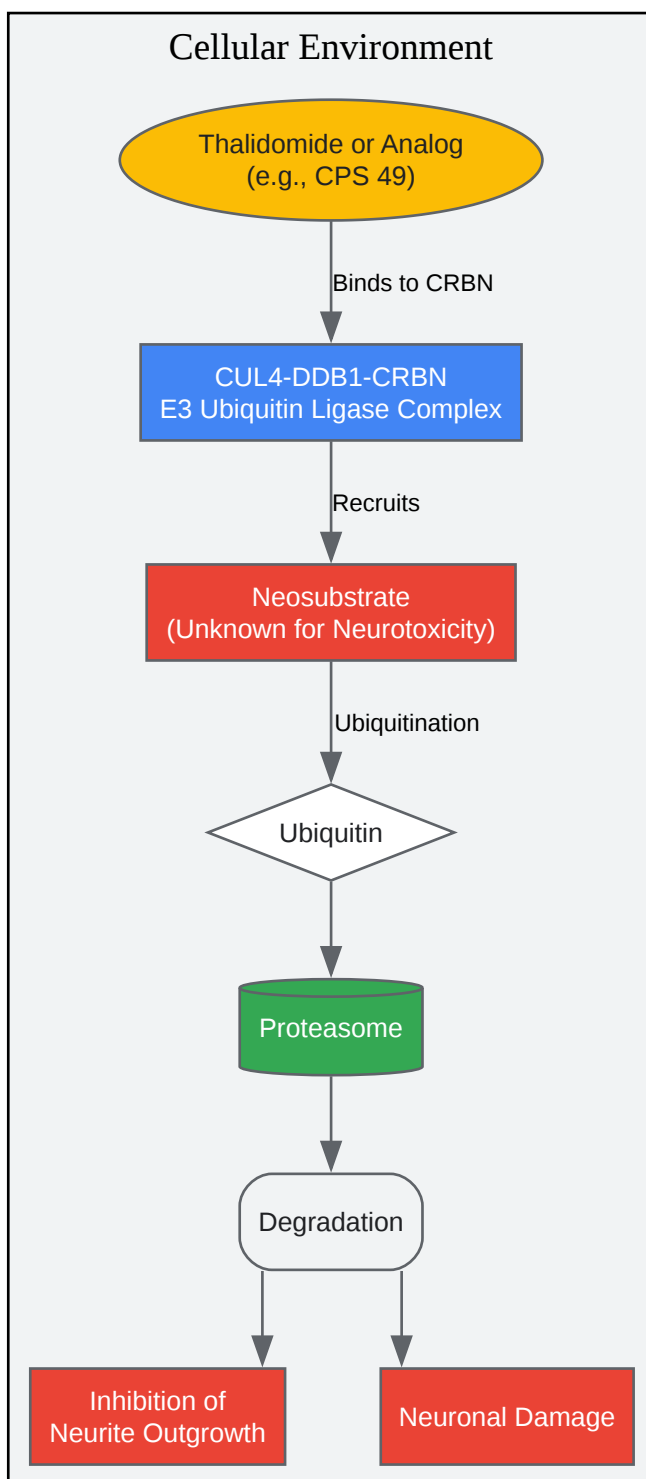 Cellular Environment
Thalidomide or Analog
(e.g., CPS 49)
Binds to CRBN
CUL4-DDB1-CRBN
E3 Ubiquitin Ligase Complex
Recruits
Neosubstrate
(Unknown for Neurotoxicity)
Ubiquitination
Ubiquitin
Proteasome
Degradation
Inhibition of
Neurite Outgrowth
Neuronal Damage